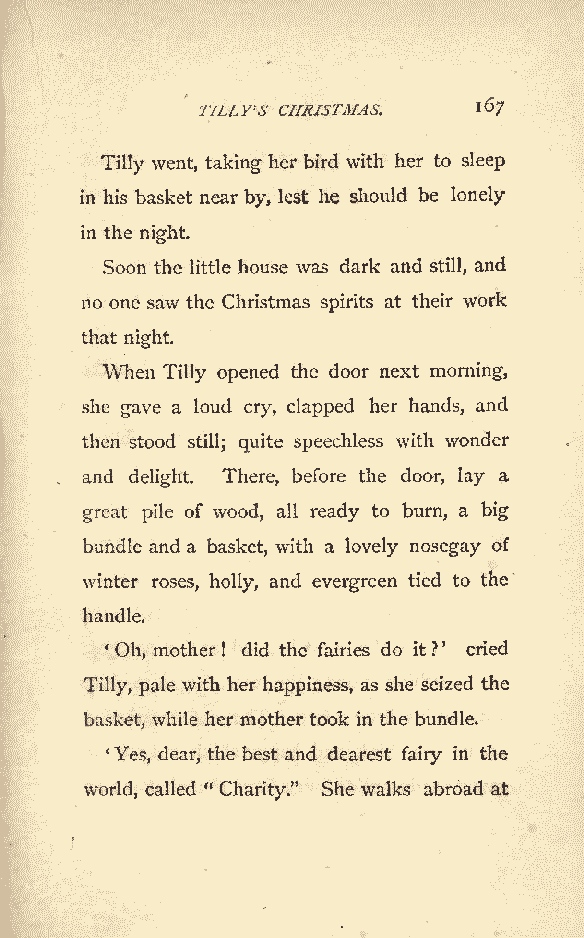 TILLY'S CHRISTMAS. 167
Tilly went, taking her bird with her to sleep
in his basket near by, lest he should be lonely
in the night.
Soon the little house was dark and still, and
no one saw the Christmas spirits at their work
that night.
When Tilly opened the door next morning,
she gave a loud cry, clapped her hands, and
then stood still; quite speechless with wonder
and delight. There, before the door, lay a
great pile of wood, all ready to burn, a big
bundle and a basket, with a lovely nosegay of
winter roses, holly, and evergreen tied to the
handle.
'Oh, mother! did the fairies do it?' cried
Tilly, pale with her happiness, as she seized the
basket, while her mother took in the bundle.
'Yes, dear, the best and dearest fairy in the
world, called "Charity." She walks abroad at